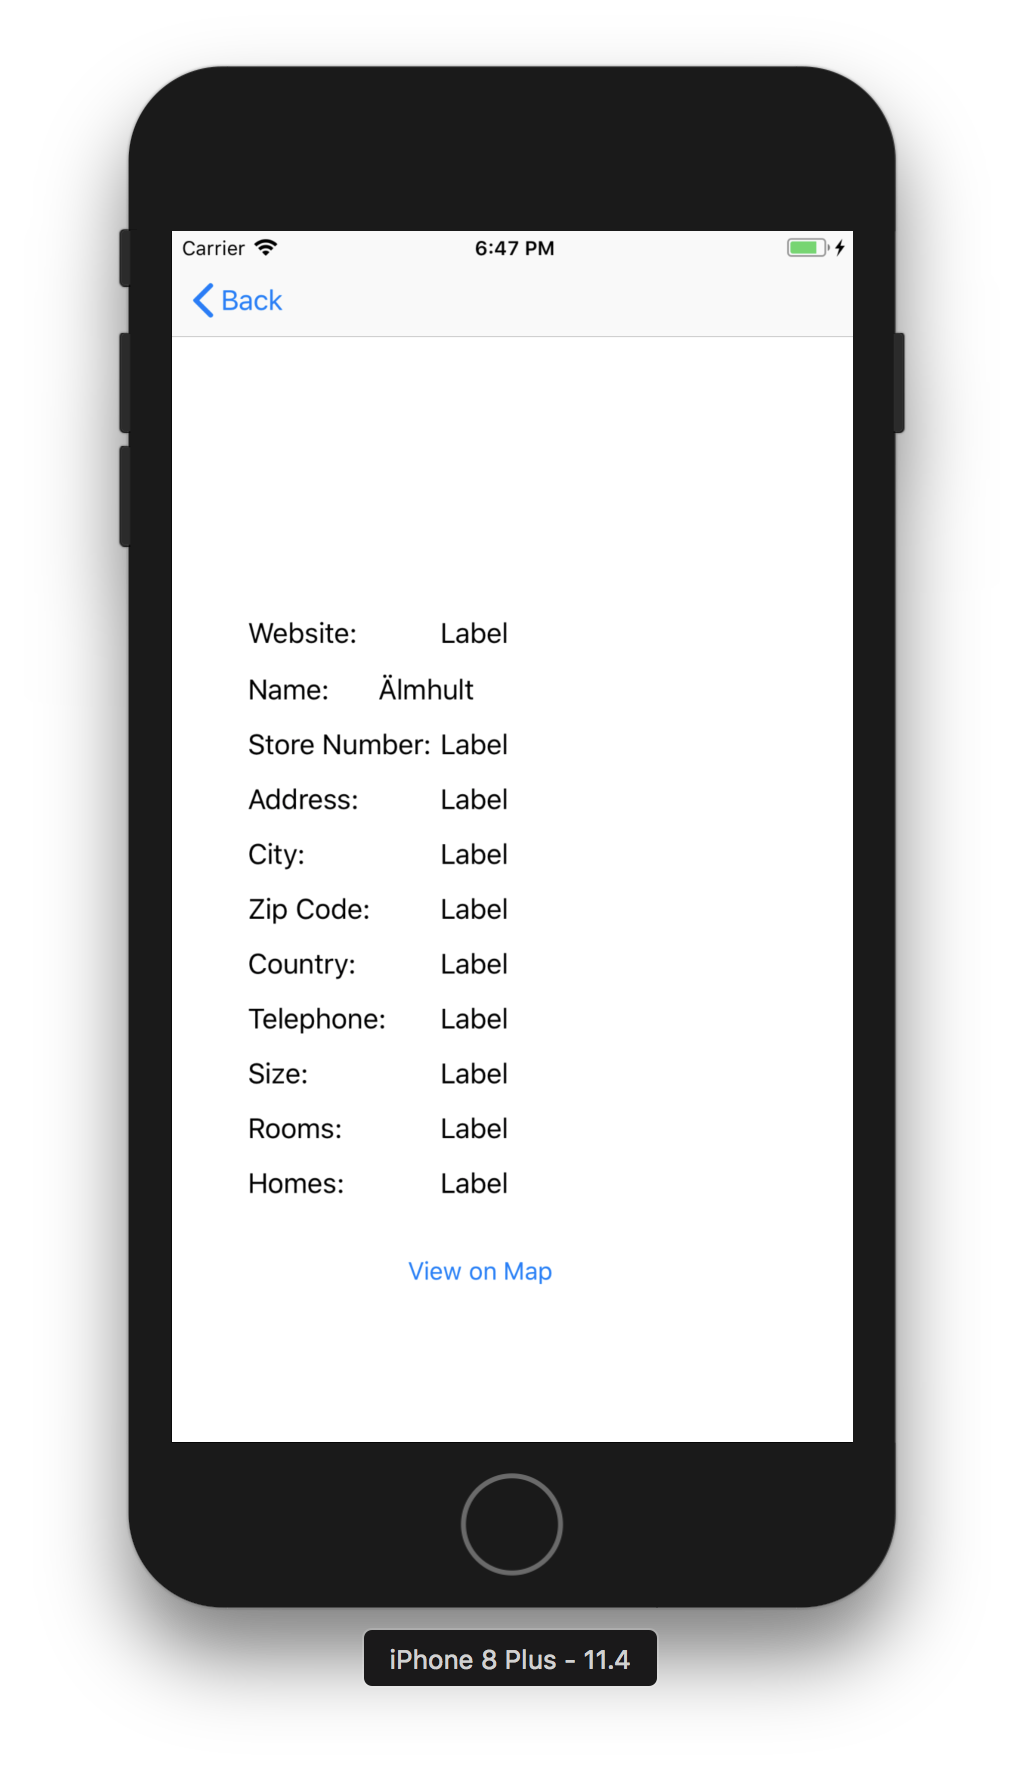 Carrier 6:47 PM
Back
Website: Label
Name: Älmhult
Store Number: Label
Address: Label
City: Label
Zip Code: Label
Country: Label
Telephone: Label
Size: Label
Rooms: Label
Homes: Label
View on Map
iPhone 8 Plus - 11.4